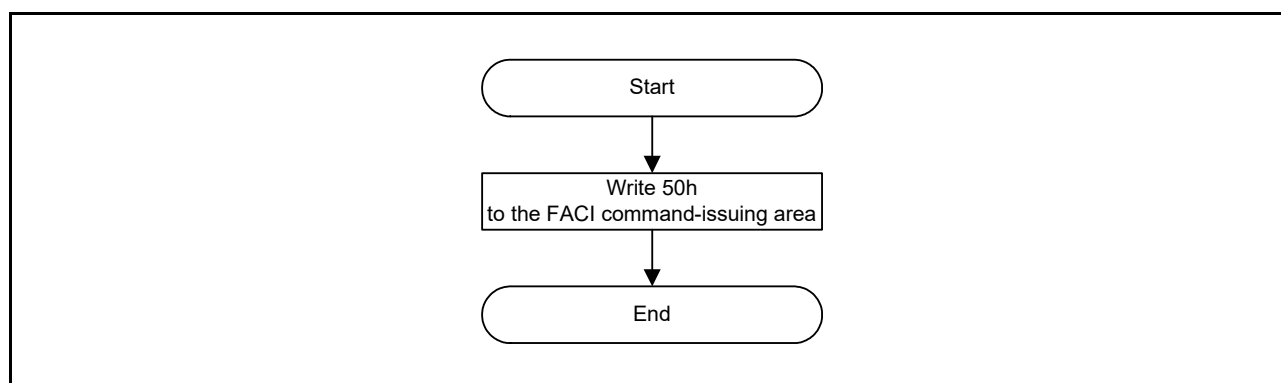 Start
Write 50h
to the FACI command-issuing area
End